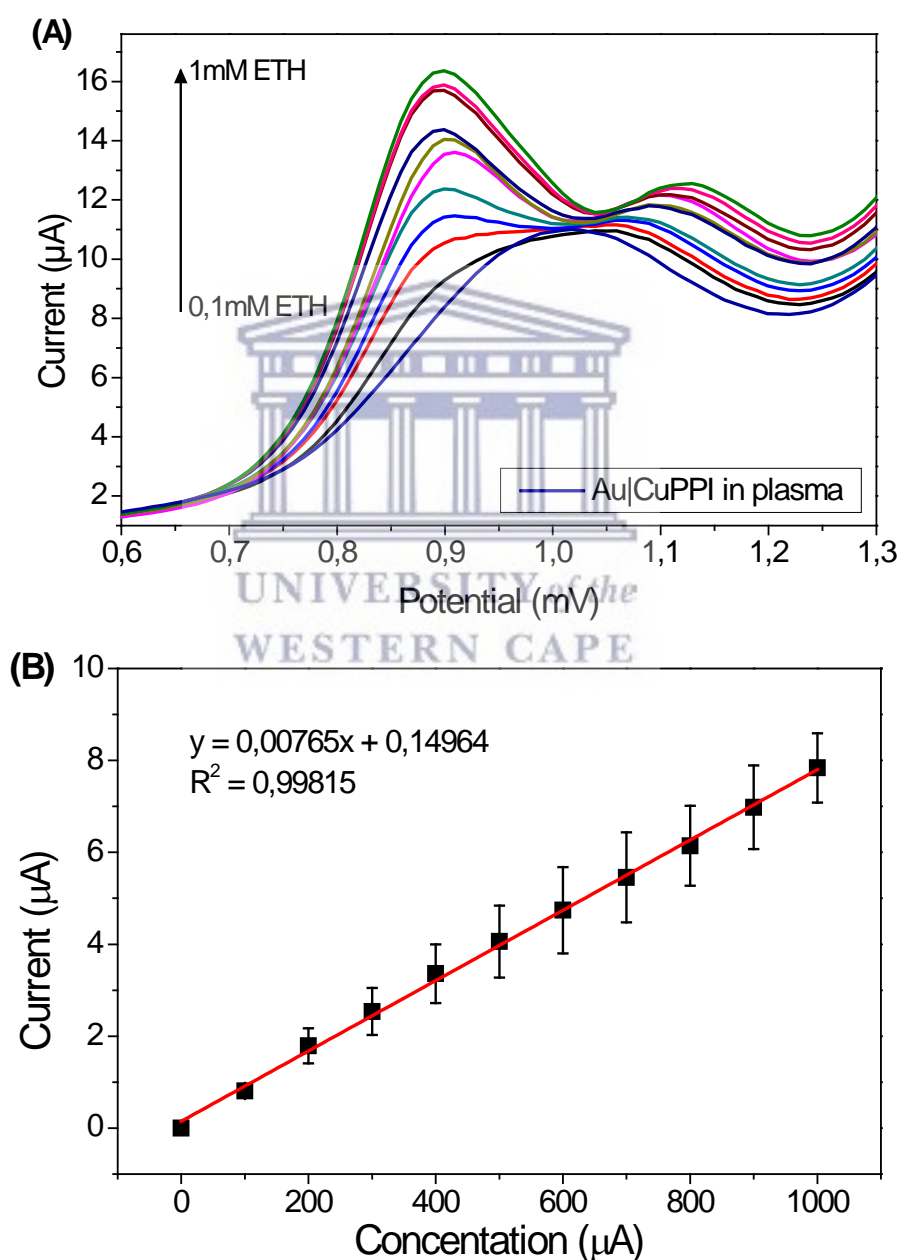 (A)
1mM ETH
0,1mM ETH
16
14
12
10
8
6
4
2
Current (µA)
Au|CuPPI in plasma
0,6 0,7 0,8 0,9 1,0 1,1 1,2 1,3
Potential (mV)
UNIVERSITY of the
WESTERN CAPE
(B)
y = 0,00765x + 0,14964
R² = 0,99815
10
8
6
4
2
0
Current (µA)
0 200 400 600 800 1000
Concentation (µA)